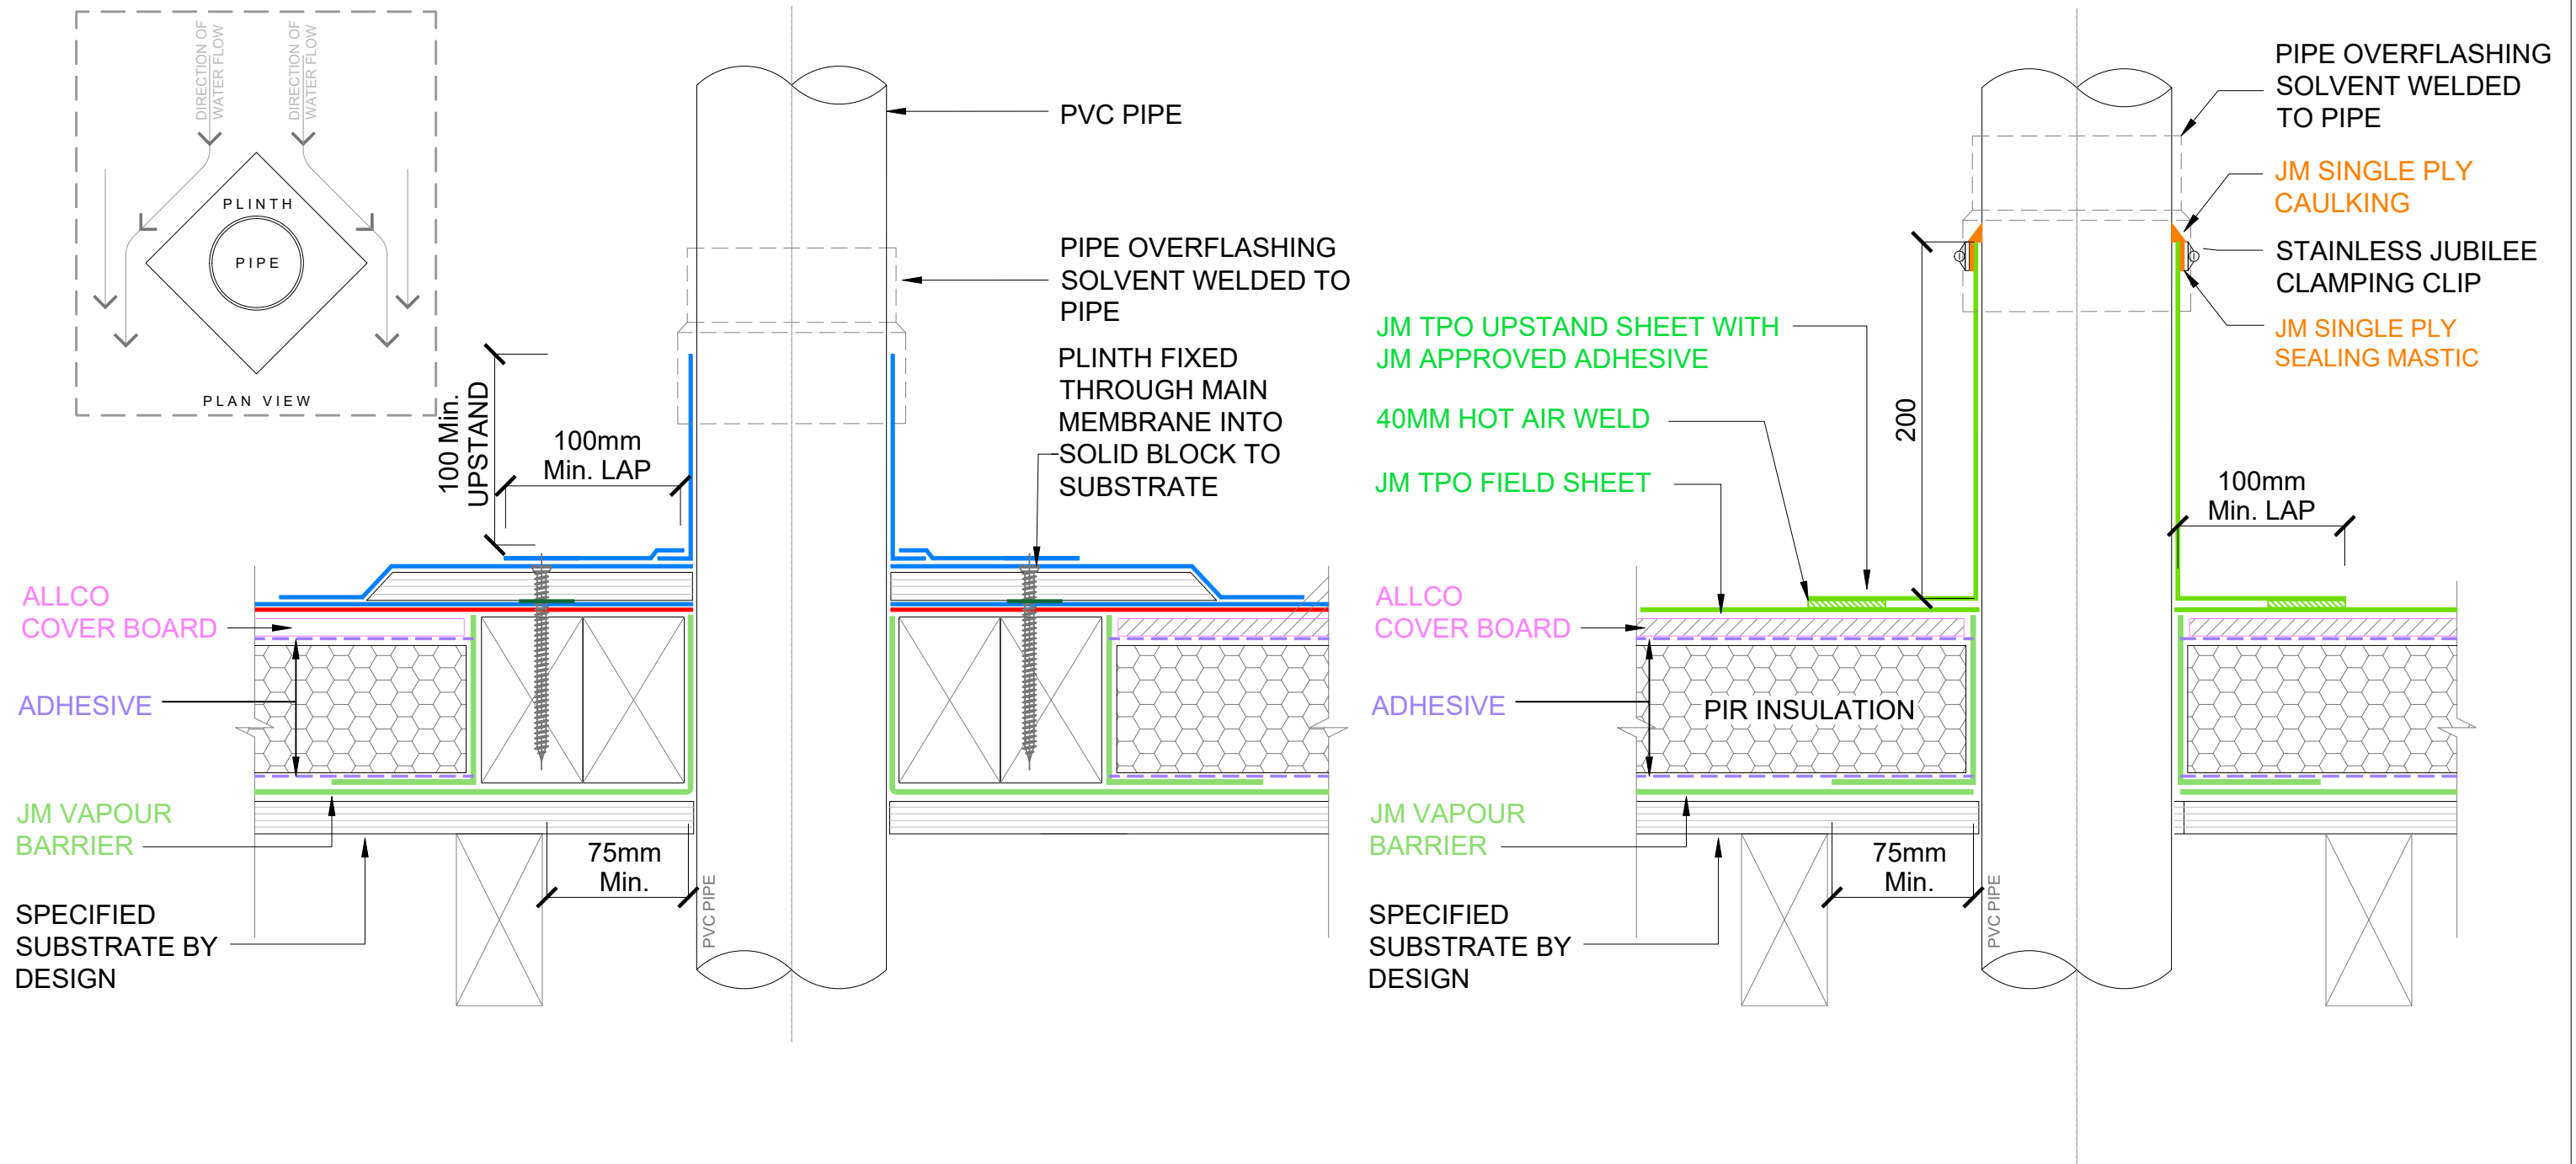 DIRECTION OF
WATER FLOW
DIRECTION OF
WATER FLOW
PLINTH
PIPE
PLAN VIEW
PVC PIPE
PIPE OVERFLASHING
SOLVENT WELDED TO
PIPE
PLINTH FIXED
THROUGH MAIN
MEMBRANE INTO
SOLID BLOCK TO
SUBSTRATE
100 Min.
UPSTAND
100mm
Min. LAP
ALLCO
COVER BOARD
ADHESIVE
JM VAPOUR
BARRIER
SPECIFIED
SUBSTRATE BY
DESIGN
75mm
Min.
PVC PIPE
PIPE OVERFLASHING
SOLVENT WELDED
TO PIPE
JM SINGLE PLY
CAULKING
STAINLESS JUBILEE
CLAMPING CLIP
JM SINGLE PLY
SEALING MASTIC
JM TPO UPSTAND SHEET WITH
JM APPROVED ADHESIVE
40MM HOT AIR WELD
JM TPO FIELD SHEET
200
100mm
Min. LAP
ALLCO
COVER BOARD
ADHESIVE
PIR INSULATION
JM VAPOUR
BARRIER
SPECIFIED
SUBSTRATE BY
DESIGN
75mm
Min.
PVC PIPE